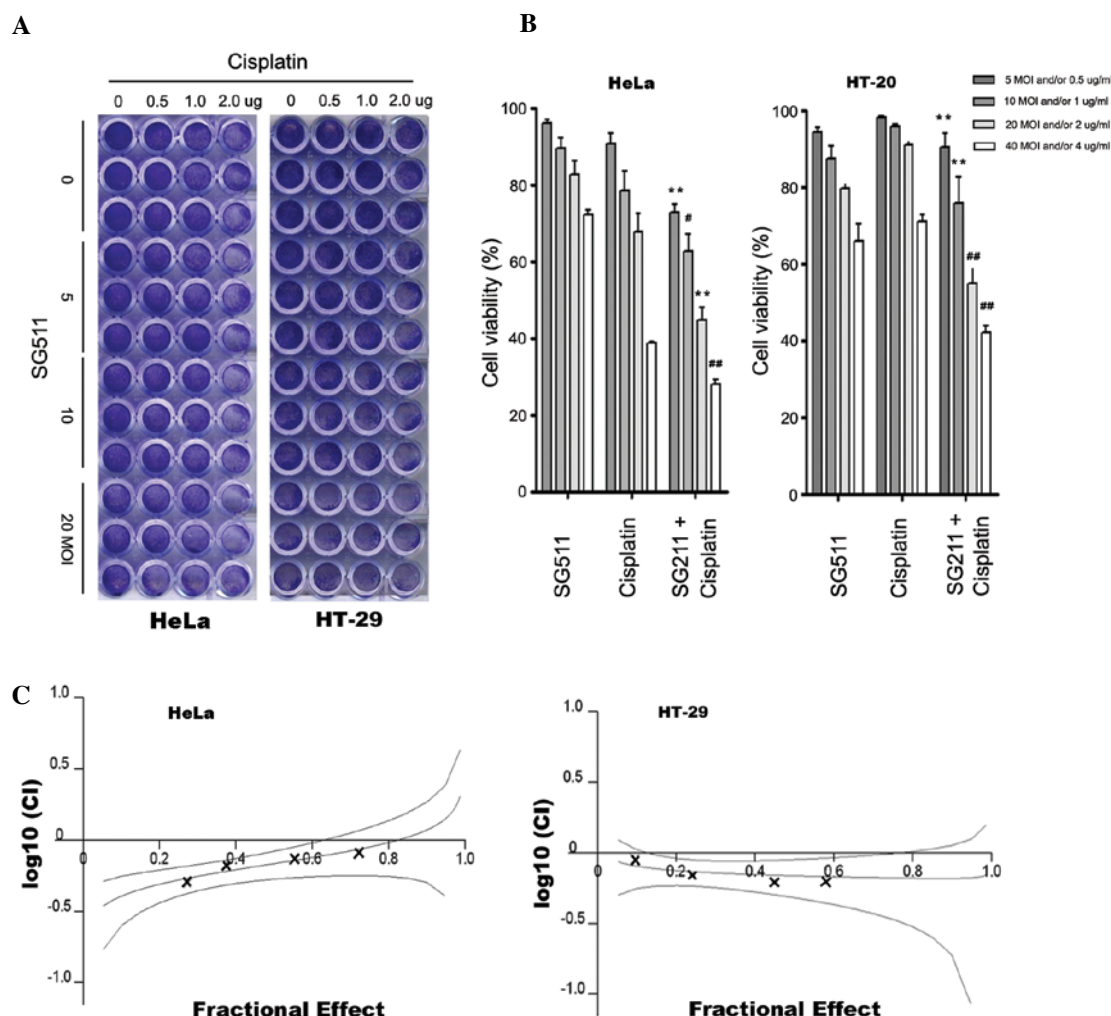 A
Cisplatin
0 0.5 1.0 2.0 ug
0 0.5 1.0 2.0 ug
SG511
0
5
10
20 MOI
HeLa
HT-29
B
HeLa
Cell viability (%)
100
80
60
40
20
0
** # ** ##
SG511
Cisplatin
SG211 +
Cisplatin
HT-20
Cell viability (%)
100
80
60
40
20
0
** ** ## ##
SG511
Cisplatin
SG211 +
Cisplatin
5 MOI and/or 0.5 ug/ml
10 MOI and/or 1 ug/ml
20 MOI and/or 2 ug/ml
40 MOI and/or 4 ug/ml
C
HeLa
log10 (CI)
1.0
0.5
0
-0.5
-1.0
0 0.2 0.4 0.6 0.8 1.0
Fractional Effect
HT-29
log10 (CI)
1.0
0.5
0
-0.5
-1.0
0 0.2 0.4 0.6 0.8 1.0
Fractional Effect